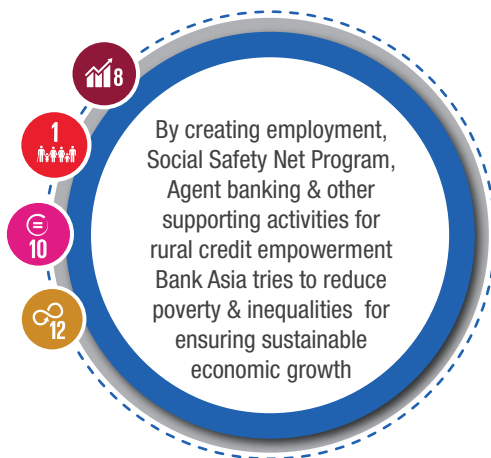 8
1
10
12
By creating employment,
Social Safety Net Program,
Agent banking & other
supporting activities for
rural credit empowerment
Bank Asia tries to reduce
poverty & inequalities for
ensuring sustainable
economic growth